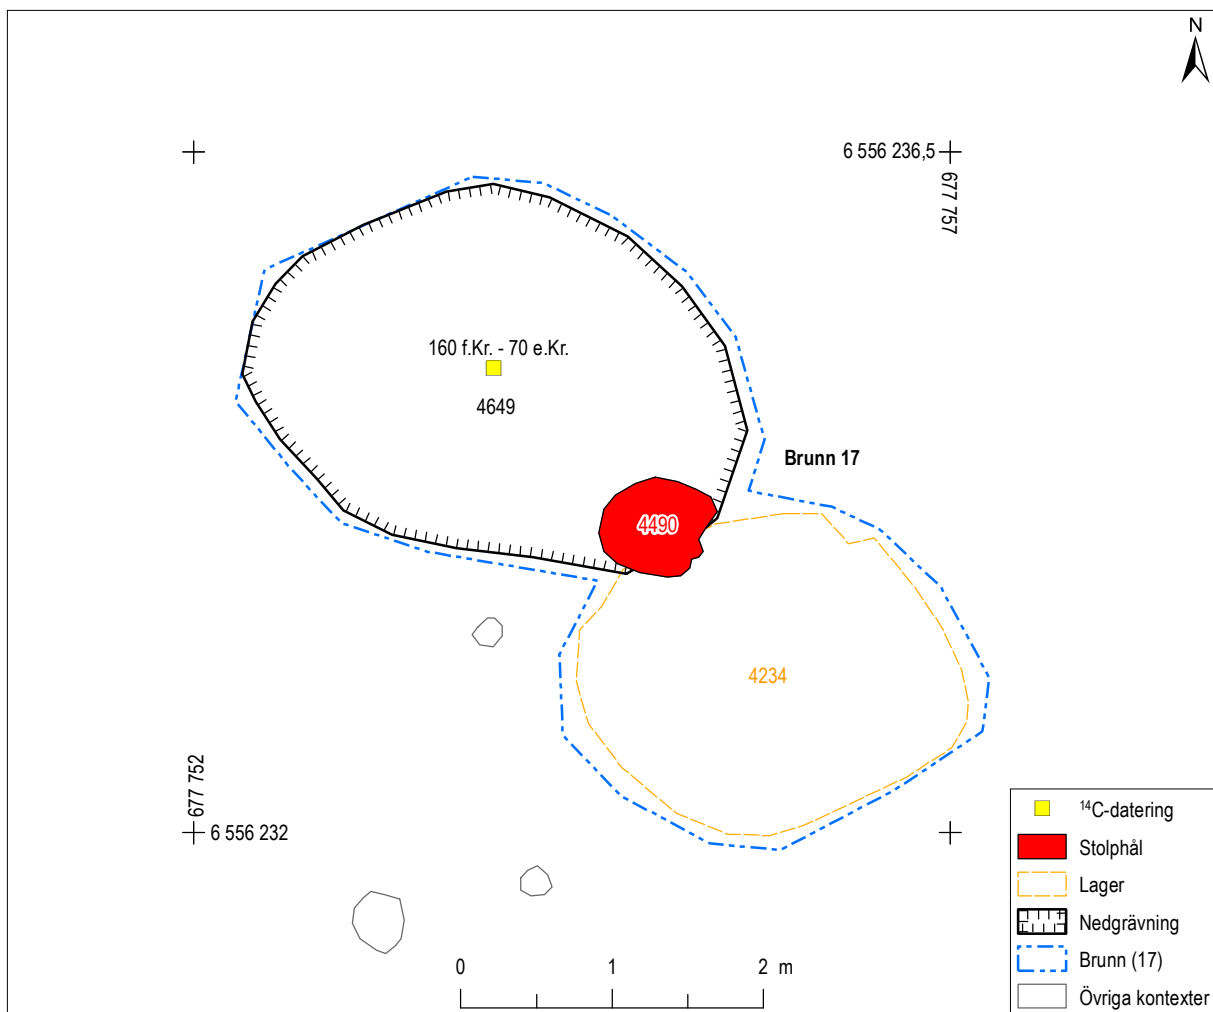 N
6 556 236,5
677 757
160 f.Kr. - 70 e.Kr.
4649
Brunn 17
4490
4234
677 752
6 556 232
0 1 2 m
¹⁴C-datering
Stolphål
Lager
Nedgrävning
Brunn (17)
Övriga kontexter